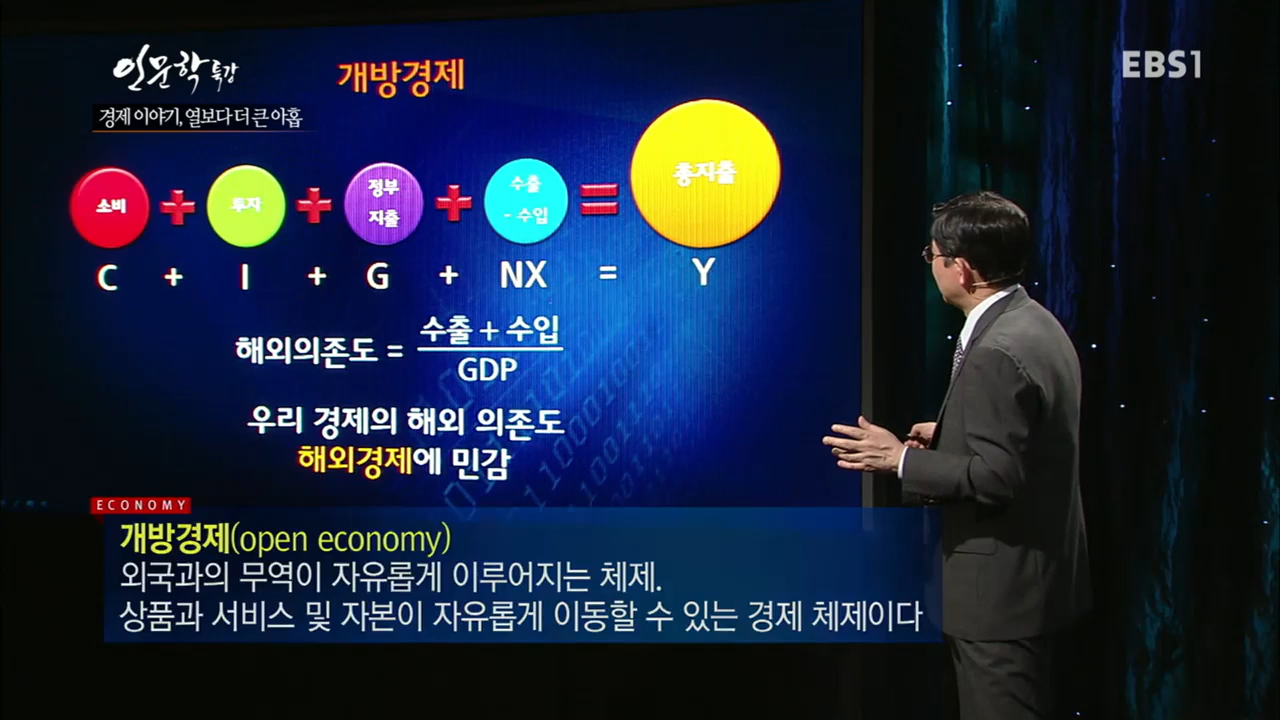 인문학 특강
EBS1
개방경제
경제 이야기, 열보다 더 큰 아홉
소비 + 투자 + 정부 지출 + 수출 - 수입 = 총지출
C + I + G + NX = Y
해외의존도 = 수출 + 수입
GDP
우리 경제의 해외 의존도
해외경제에 민감
ECONOMY
개방경제(open economy)
외국과의 무역이 자유롭게 이루어지는 체제.
상품과 서비스 및 자본이 자유롭게 이동할 수 있는 경제 체제이다